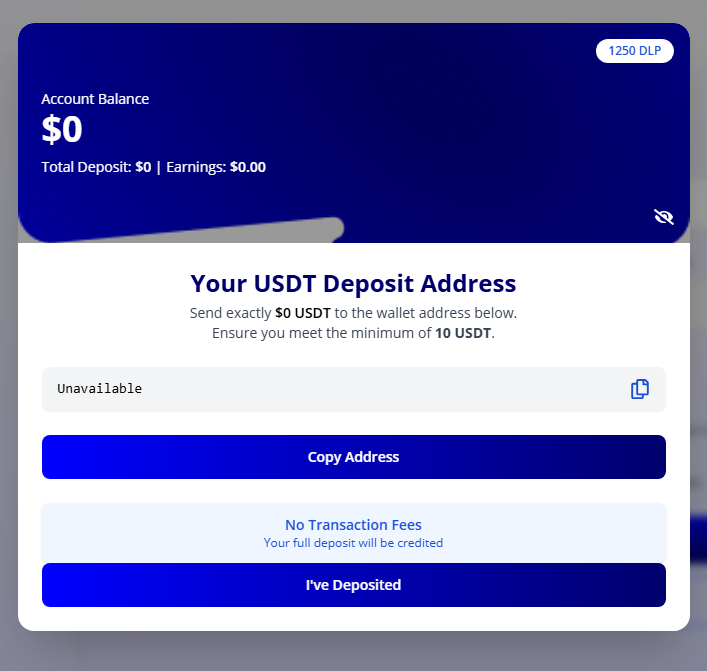 1250 DLP
Account Balance
$0
Total Deposit: $0 | Earnings: $0.00
Your USDT Deposit Address
Send exactly $0 USDT to the wallet address below.
Ensure you meet the minimum of 10 USDT.
Unavailable
Copy Address
No Transaction Fees
Your full deposit will be credited
I've Deposited